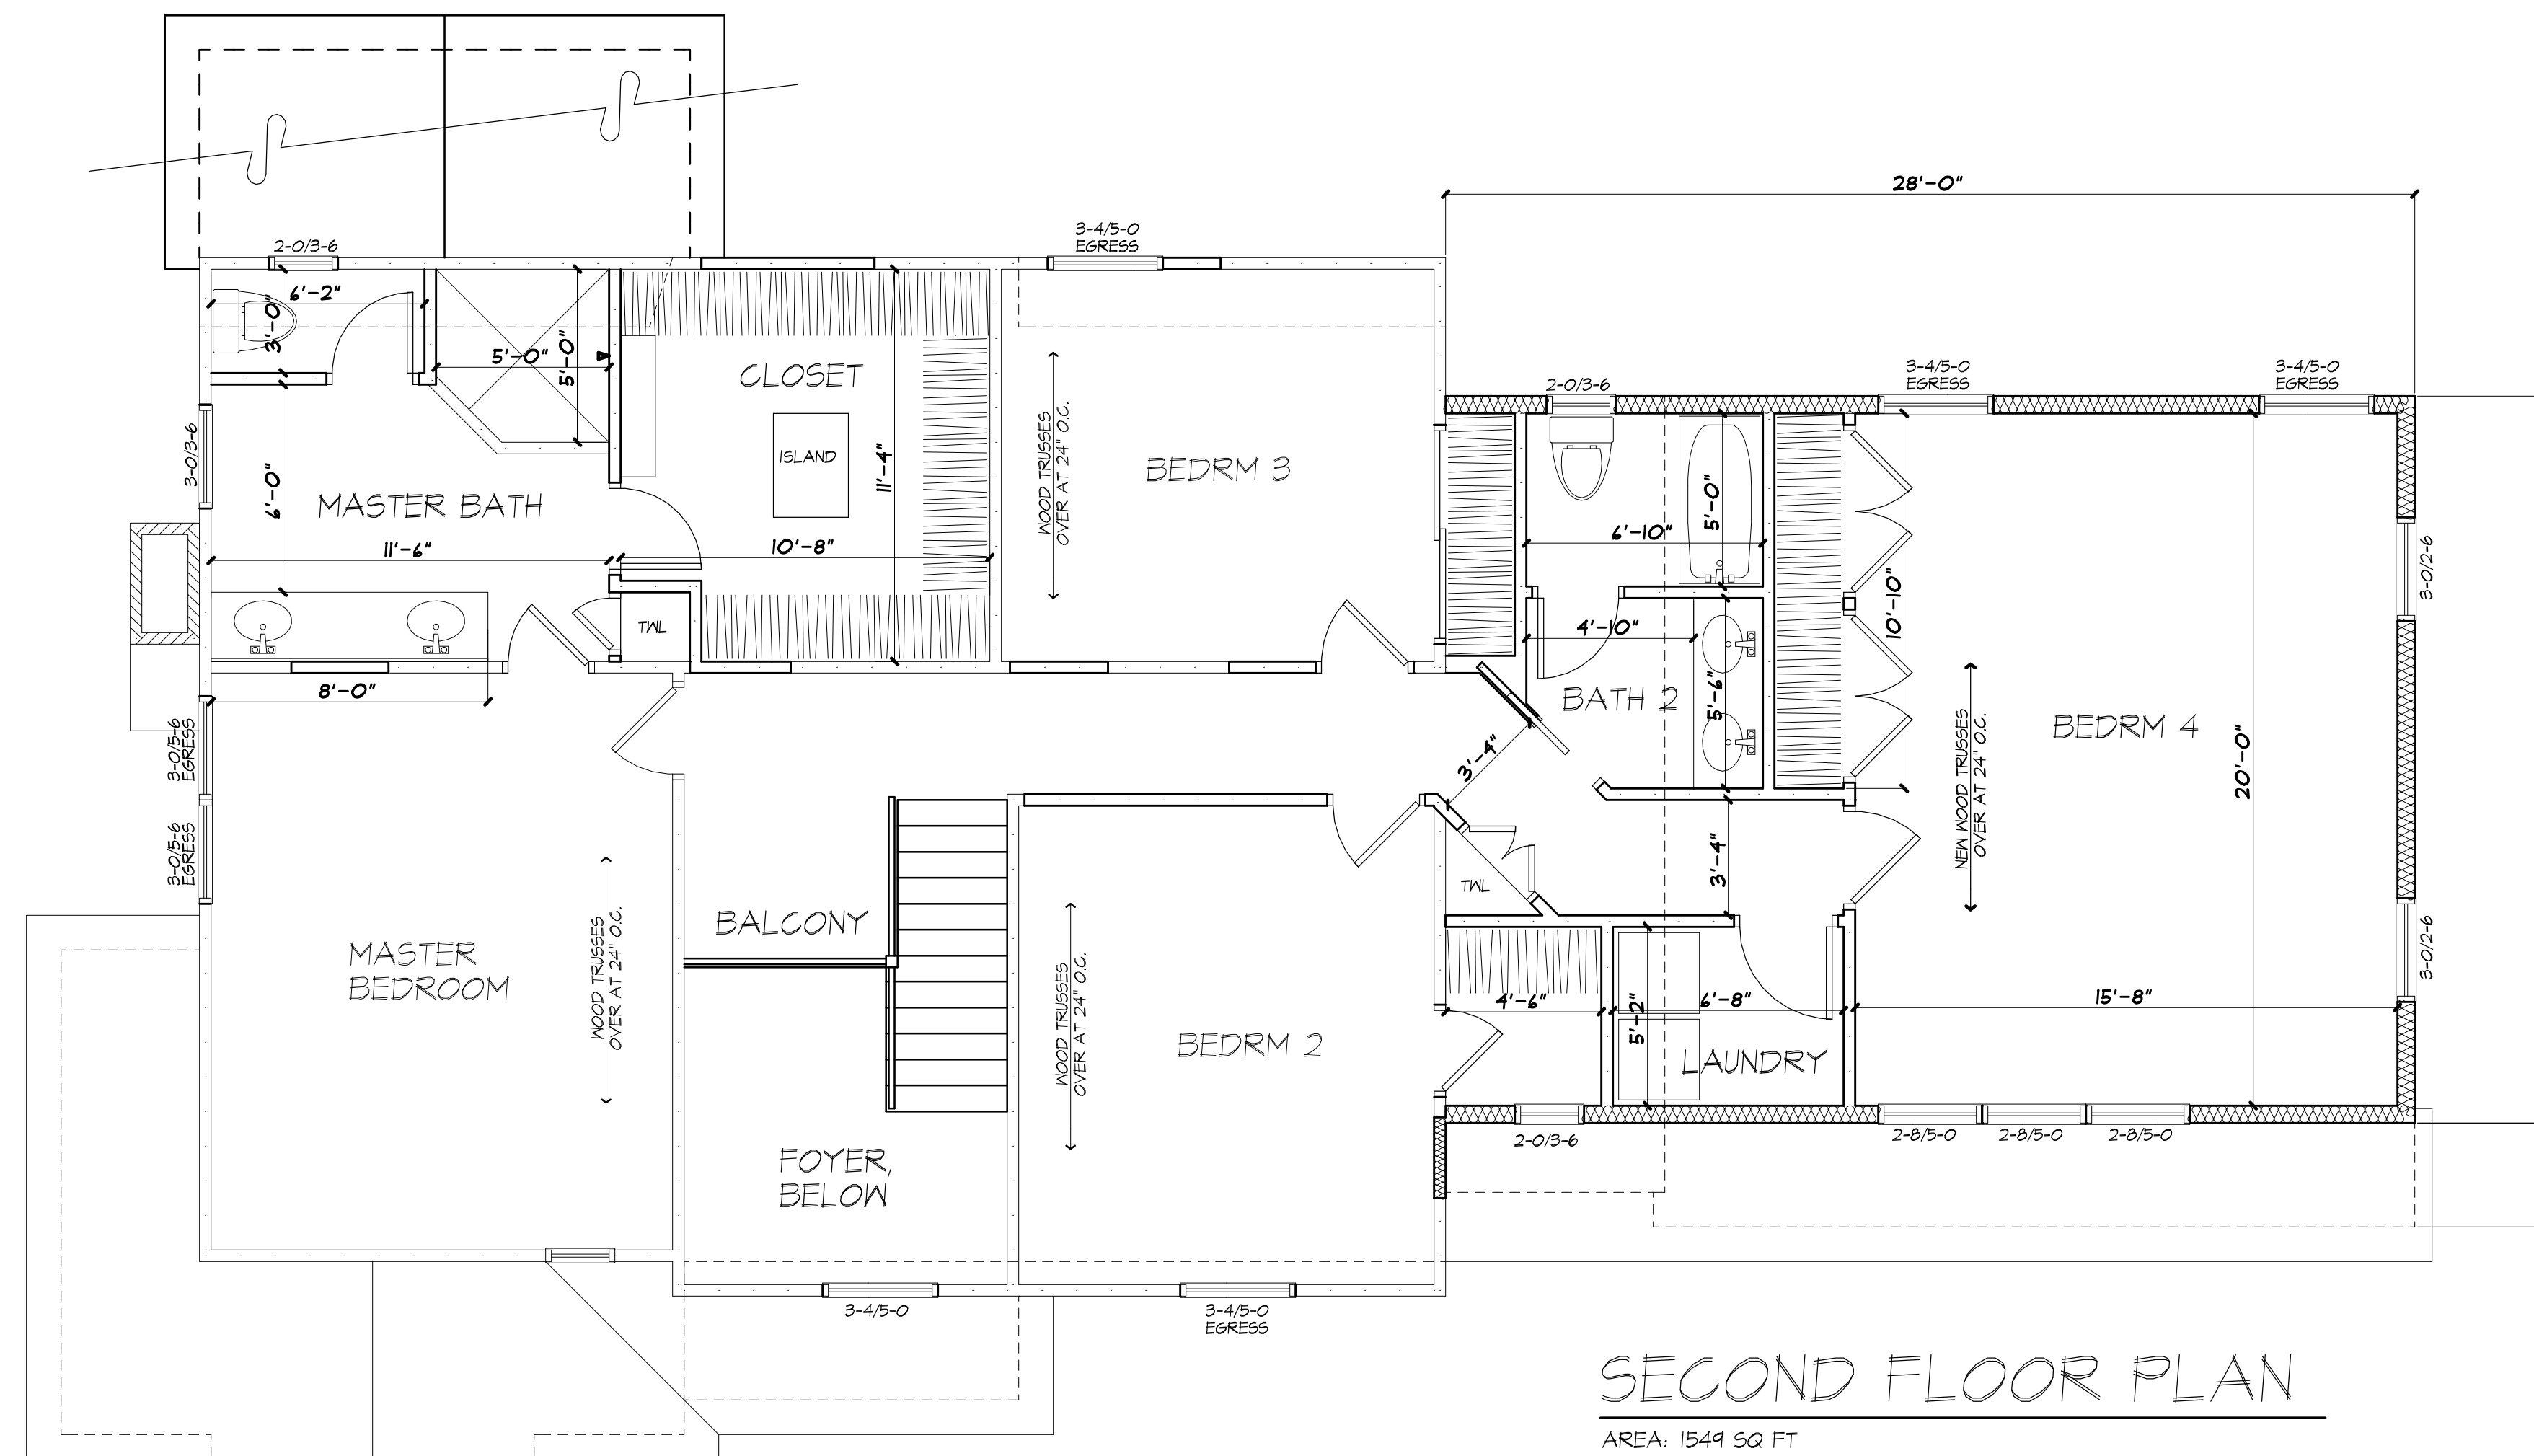 28'-0"
3-4/5-0
EGRESS
2-0/3-6
6'-2"
3'-0"
5'-0"
5'-0"
CLOSET
ISLAND
11'-4"
WOOD TRUSSES
OVER AT 24" O.C.
BEDRM 3
2-0/3-6
3-4/5-0
EGRESS
3-4/5-0
EGRESS
3-0/3-6
6'-0"
MASTER BATH
11'-6"
10'-8"
5'-0"
6'-10"
3-0/2-6
10'-10"
TWL
4'-10"
8'-0"
BATH 2
5'-6"
BEDRM 4
3-0/5-6
EGRESS
3'-4"
NEW WOOD TRUSSES
OVER AT 24" O.C.
20'-0"
3-0/5-6
EGRESS
3'-4"
TWL
BALCONY
MASTER
BEDROOM
WOOD TRUSSES
OVER AT 24" O.C.
3-0/2-6
4'-6"
6'-8"
15'-8"
5'-2"
WOOD TRUSSES
OVER AT 24" O.C.
BEDRM 2
LAUNDRY
2-0/3-6
2-8/5-0
2-8/5-0
2-8/5-0
FOYER,
BELOW
3-4/5-0
3-4/5-0
EGRESS
SECOND FLOOR PLAN
AREA: 1549 SQ FT